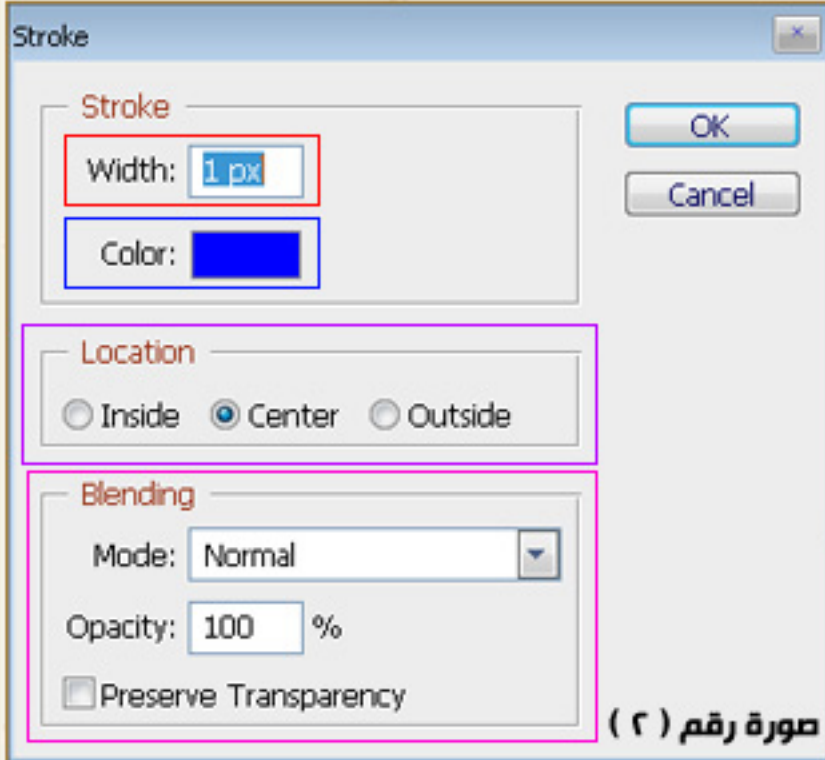 Stroke
Stroke
Width: 1 px
Color:
OK
Cancel
Location
Inside Center Outside
Blending
Mode: Normal
Opacity: 100 %
Preserve Transparency
صورة رقم ( ٢ )